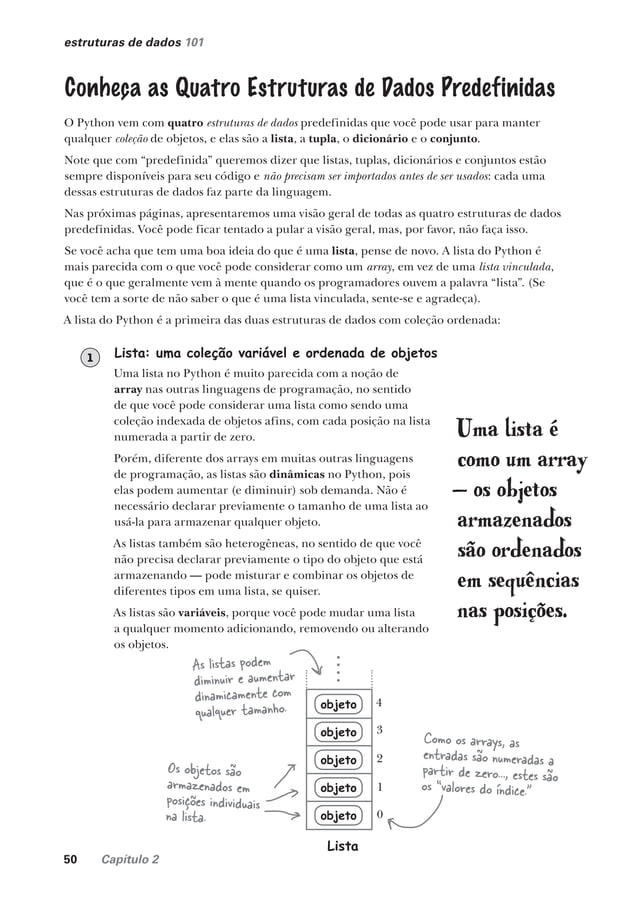 estruturas de dados 101
Conheça as Quatro Estruturas de Dados Predefinidas
O Python vem com quatro estruturas de dados predefinidas que você pode usar para manter
qualquer coleção de objetos, e elas são a lista, a tupla, o dicionário e o conjunto.
Note que com “predefinida” queremos dizer que listas, tuplas, dicionários e conjuntos estão
sempre disponíveis para seu código e não precisam ser importados antes de ser usados: cada uma
dessas estruturas de dados faz parte da linguagem.
Nas próximas páginas, apresentaremos uma visão geral de todas as quatro estruturas de dados
predefinidas. Você pode ficar tentado a pular a visão geral, mas, por favor, não faça isso.
Se você acha que tem uma boa ideia do que é uma lista, pense de novo. A lista do Python é
mais parecida com o que você pode considerar como um array, em vez de uma lista vinculada,
que é o que geralmente vem à mente quando os programadores ouvem a palavra “lista”. (Se
você tem a sorte de não saber o que é uma lista vinculada, sente-se e agradeça).
A lista do Python é a primeira das duas estruturas de dados com coleção ordenada:
1 Lista: uma coleção variável e ordenada de objetos
Uma lista no Python é muito parecida com a noção de
array nas outras linguagens de programação, no sentido
de que você pode considerar uma lista como sendo uma
coleção indexada de objetos afins, com cada posição na lista
numerada a partir de zero.
Porém, diferente dos arrays em muitas outras linguagens
de programação, as listas são dinâmicas no Python, pois
elas podem aumentar (e diminuir) sob demanda. Não é
necessário declarar previamente o tamanho de uma lista ao
usá-la para armazenar qualquer objeto.
As listas também são heterogêneas, no sentido de que você
não precisa declarar previamente o tipo do objeto que está
armazenando — pode misturar e combinar os objetos de
diferentes tipos em uma lista, se quiser.
As listas são variáveis, porque você pode mudar uma lista
a qualquer momento adicionando, removendo ou alterando
os objetos.
Uma lista é
como um array
— os objetos
armazenados
são ordenados
em sequências
nas posições.
As listas podem
diminuir e aumentar
dinamicamente com
qualquer tamanho.
objeto 4
objeto 3
objeto 2
objeto 1
objeto 0
Lista
Os objetos são
armazenados em
posições individuais
na lista.
Como os arrays, as
entradas são numeradas a
partir de zero..., estes são
os “valores do índice.”
50 Capítulo 2